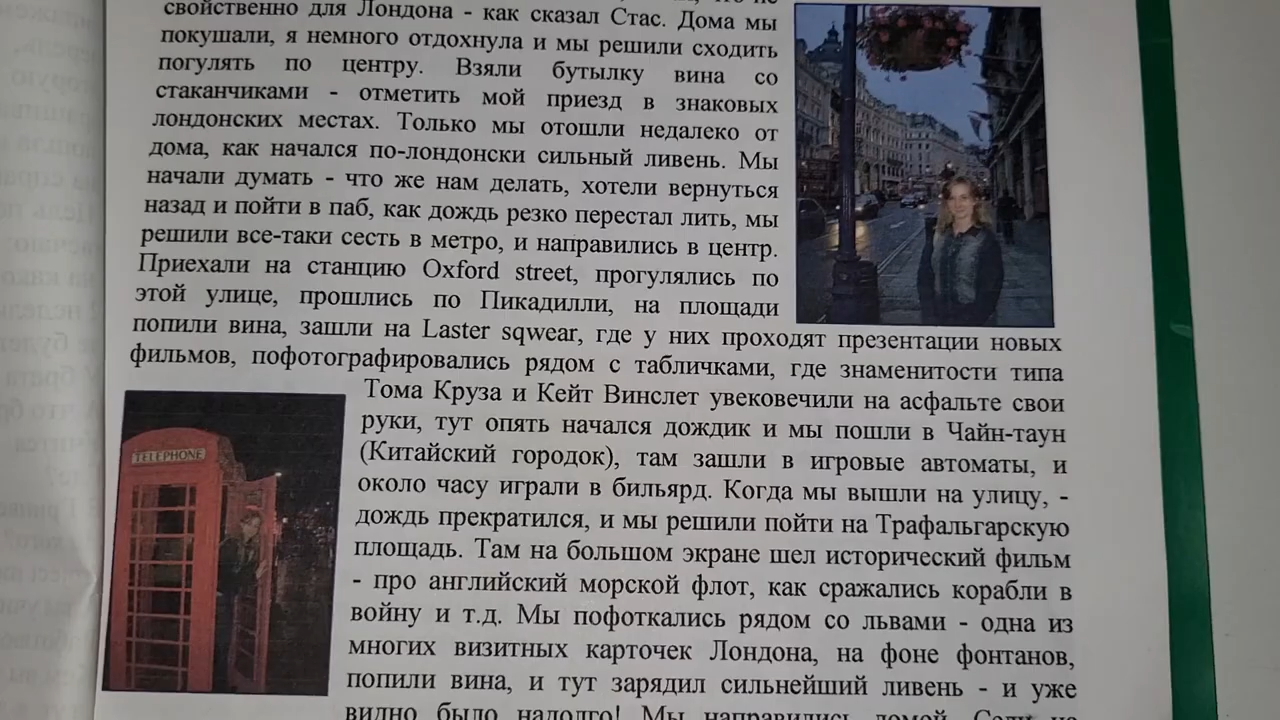 свойственно для Лондона - как сказал Стас. Дома мы
покушали, я немного отдохнула и мы решили сходить
погулять по центру. Взяли бутылку вина со
стаканчиками - отметить мой приезд в знаковых
лондонских местах. Только мы отошли недалеко от
дома, как начался по-лондонски сильный ливень. Мы
начали думать - что же нам делать, хотели вернуться
назад и пойти в паб, как дождь резко перестал лить, мы
решили все-таки сесть в метро, и направились в центр.
Приехали на станцию Oxford street, прогулялись по
этой улице, прошлись по Пикадилли, на площади
попили вина, зашли на Laster sqwear, где у них проходят презентации новых
фильмов, пофотографировались рядом с табличками, где знаменитости типа
Тома Круза и Кейт Винслет увековечили на асфальте свои
руки, тут опять начался дождик и мы пошли в Чайн-таун
(Китайский городок), там зашли в игровые автоматы, и
около часу играли в бильярд. Когда мы вышли на улицу, -
дождь прекратился, и мы решили пойти на Трафальгарскую
площадь. Там на большом экране шел исторический фильм
- про английский морской флот, как сражались корабли в
войну и т.д. Мы пофоткались рядом со львами - одна из
многих визитных карточек Лондона, на фоне фонтанов,
попили вина, и тут зарядил сильнейший ливень - и уже
видно было надолго! Мы направились домой.
TELEPHONE